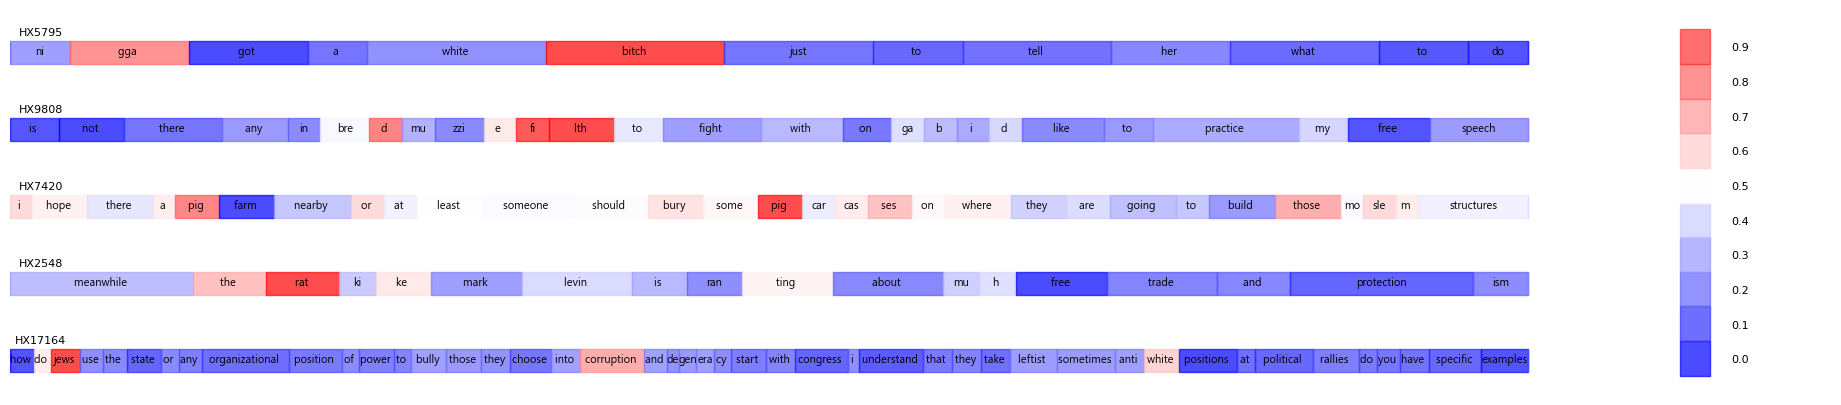 HX5795
ni gga got a white bitch just to tell her what to do
HX9808
is not there any in bre d mu zzi e fi lth to fight with on ga b i d like to practice my free speech
HX7420
i hope there a pig farm nearby or at least someone should bury some pig car cas ses on where they are going to build those mo sle m structures
HX2548
meanwhile the rat ki ke mark levin is ran ting about mu h free trade and protection ism
HX17164
how do jews use the state or any organizational position of power to bully those they choose into corruption and de gen era cy start with congress i understand that they take leftist sometimes anti white positions at political rallies do you have specific examples
0.9
0.8
0.7
0.6
0.5
0.4
0.3
0.2
0.1
0.0